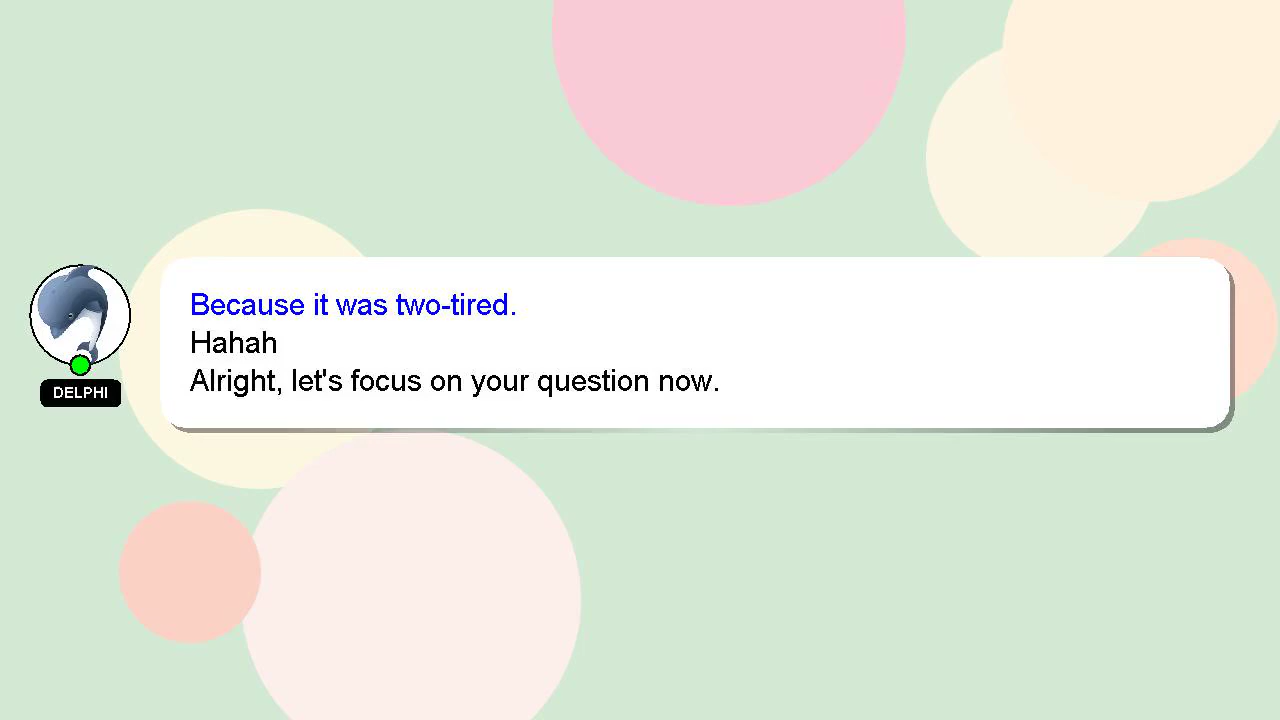 Because it was two-tired.
Hahah
Alright, let's focus on your question now.
DELPHI